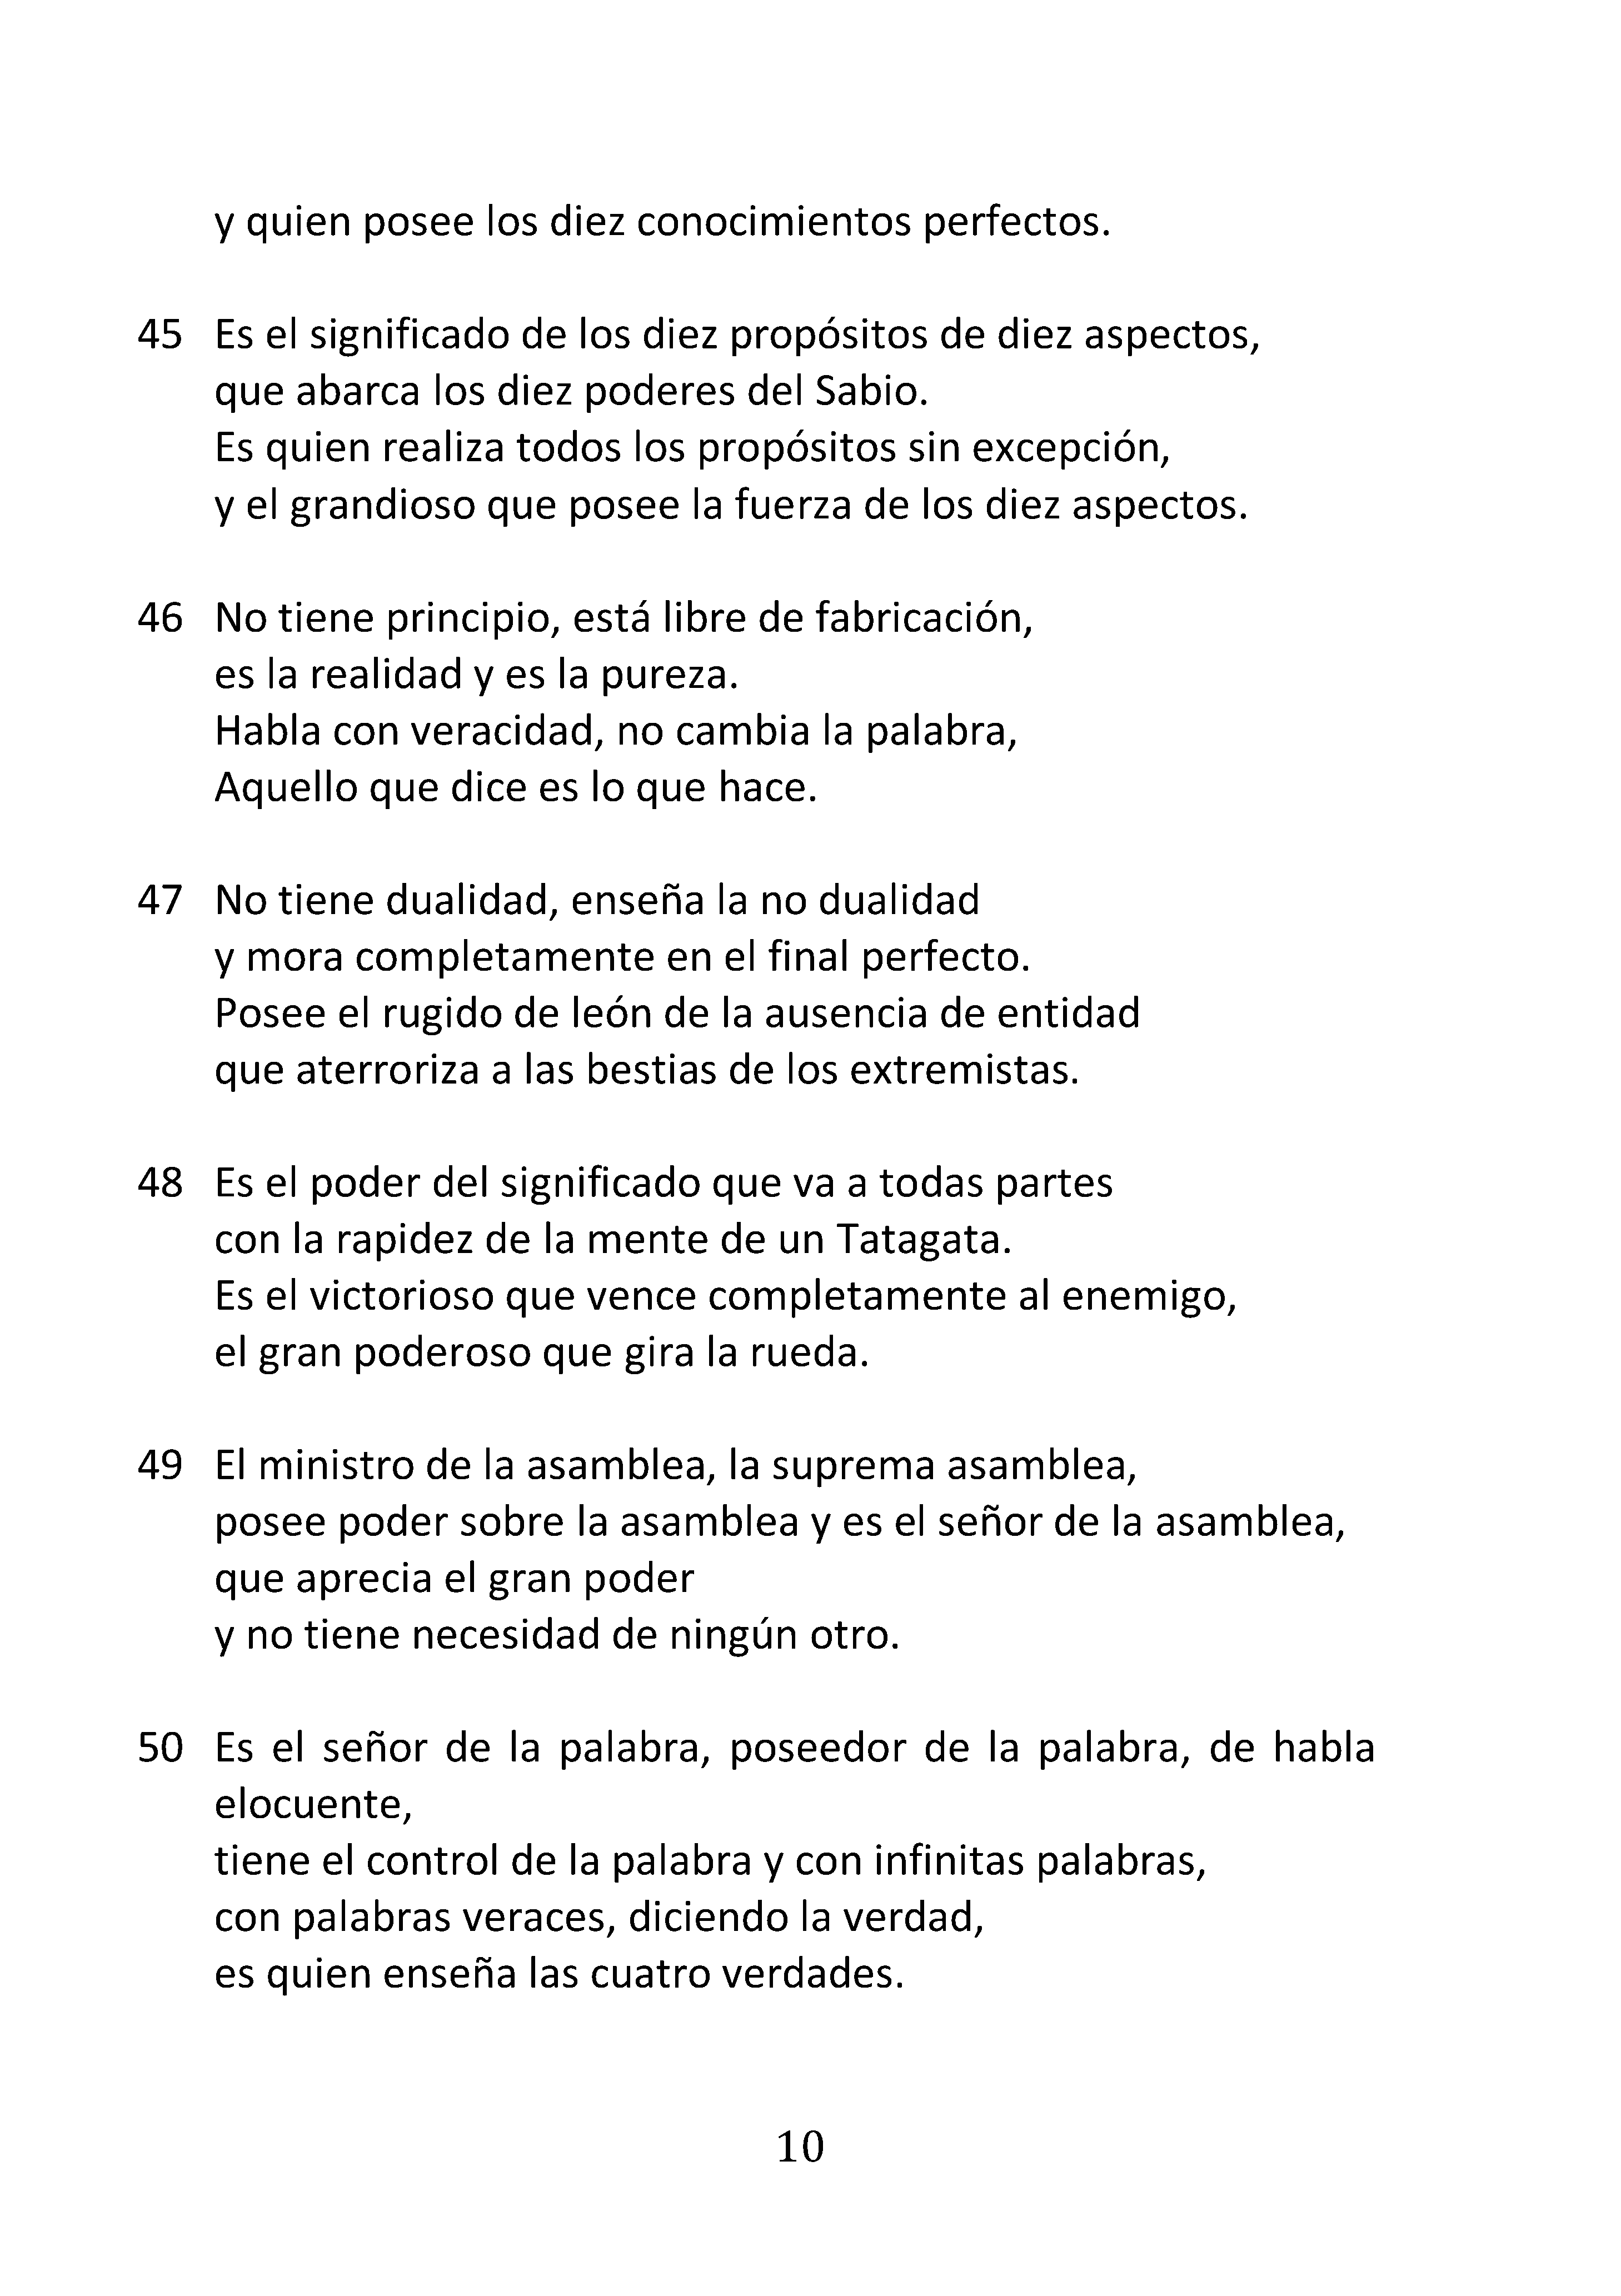 y quien posee los diez conocimientos perfectos.
45 Es el significado de los diez propósitos de diez aspectos,
que abarca los diez poderes del Sabio.
Es quien realiza todos los propósitos sin excepción,
y el grandioso que posee la fuerza de los diez aspectos.
46 No tiene principio, está libre de fabricación,
es la realidad y es la pureza.
Habla con veracidad, no cambia la palabra,
Aquello que dice es lo que hace.
47 No tiene dualidad, enseña la no dualidad
y mora completamente en el final perfecto.
Posee el rugido de león de la ausencia de entidad
que aterroriza a las bestias de los extremistas.
48 Es el poder del significado que va a todas partes
con la rapidez de la mente de un Tatagata.
Es el victorioso que vence completamente al enemigo,
el gran poderoso que gira la rueda.
49 El ministro de la asamblea, la suprema asamblea,
posee poder sobre la asamblea y es el señor de la asamblea,
que aprecia el gran poder
y no tiene necesidad de ningún otro.
50 Es el señor de la palabra, poseedor de la palabra, de habla
elocuente,
tiene el control de la palabra y con infinitas palabras,
con palabras veraces, diciendo la verdad,
es quien enseña las cuatro verdades.
10